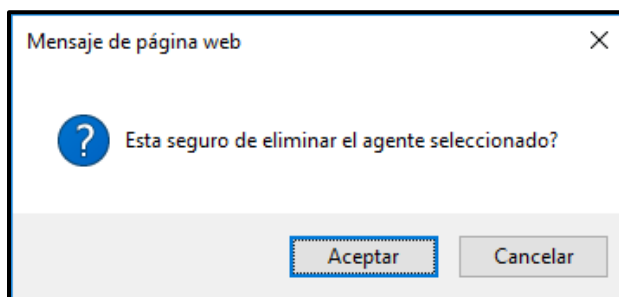 Mensaje de página web
Esta seguro de eliminar el agente seleccionado?
Aceptar
Cancelar